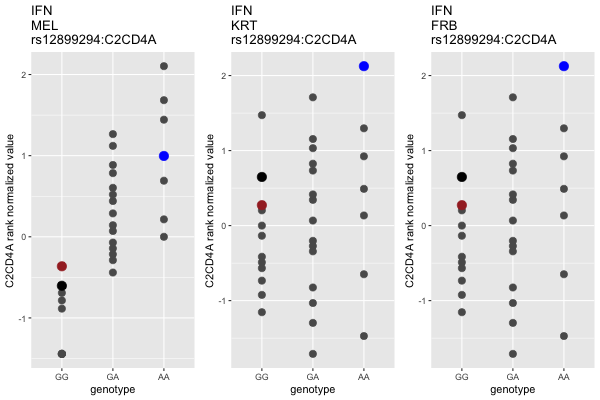 IFN
MEL
rs12899294:C2CD4A
C2CD4A rank normalized value
2
1
0
-1
GG GA AA
genotype
IFN
KRT
rs12899294:C2CD4A
C2CD4A rank normalized value
2
1
0
-1
GG GA AA
genotype
IFN
FRB
rs12899294:C2CD4A
C2CD4A rank normalized value
2
1
0
-1
GG GA AA
genotype